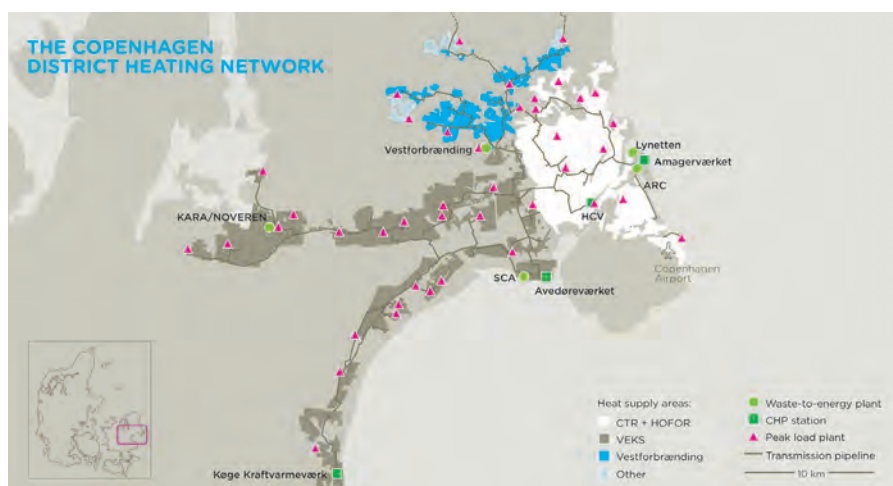 THE COPENHAGEN
DISTRICT HEATING NETWORK
Vestforbrænding
Lynetten
Amagerværket
ARC
KARA/NOVEREN
HCV
Copenhagen
Airport
SCA
Avedøreværket
Køge Kraftvarmeværk
Heat supply areas:
CTR + HOFOR
VEKS
Vestforbrænding
Other
Waste-to-energy plant
CHP station
Peak load plant
Transmission pipeline
10 km